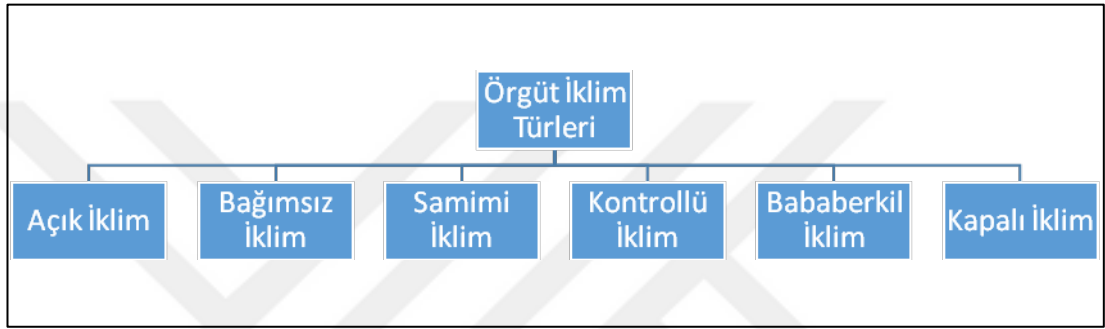 Örgüt İklim
Türleri
Açık İklim
Bağımsız
İklim
Samimi
İklim
Kontrollü
İklim
Bababerkil
İklim
Kapalı İklim